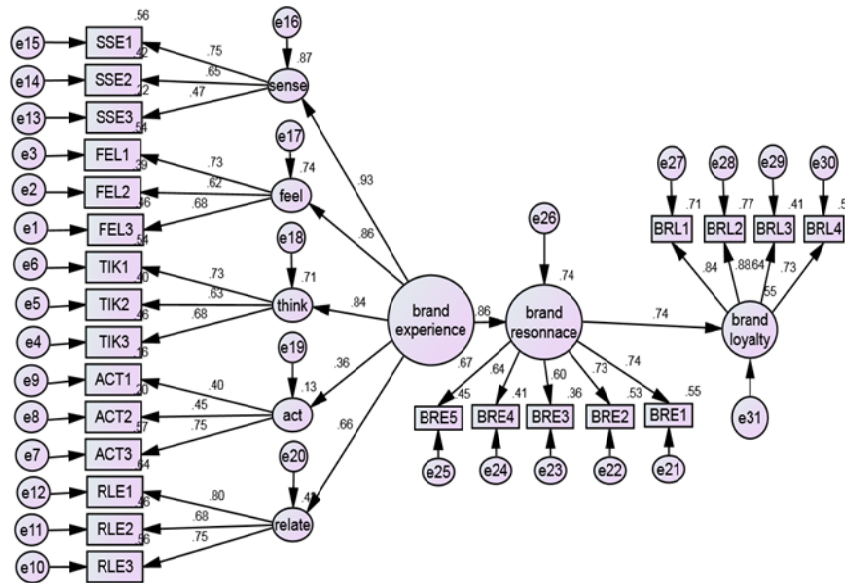 .56
e15 SSE1 .75 e16
.42 .87
e14 SSE2 .65 sense
.22
e13 SSE3 .47
.54
e3 FEL1 .73 e17
.39 .74
e2 FEL2 .62 feel
.46
e1 FEL3 .68
.54
e6 TIK1 .73 e18
.40 .71
e5 TIK2 .63 think
.46
e4 TIK3 .68
.16
e9 ACT1 .40 e19
.20 .13
e8 ACT2 .45 act
.57
e7 ACT3 .75
.64
e12 RLE1 .80 e20
.46
e11 RLE2 .68 relate
.56
e10 RLE3 .75
.93
.86
.84
.36
.66
brand
experience
.86
e26
.74
brand
resonnace
.67 .64 .60 .73 .74
.45 .41 .36 .53 .55
BRE5 BRE4 BRE3 BRE2 BRE1
e25 e24 e23 e22 e21
.74
e27 e28 e29 e30
.71 .77 .41
BRL1 BRL2 BRL3 BRL4
.84 .88 .64 .73
.55
brand
loyalty
e31